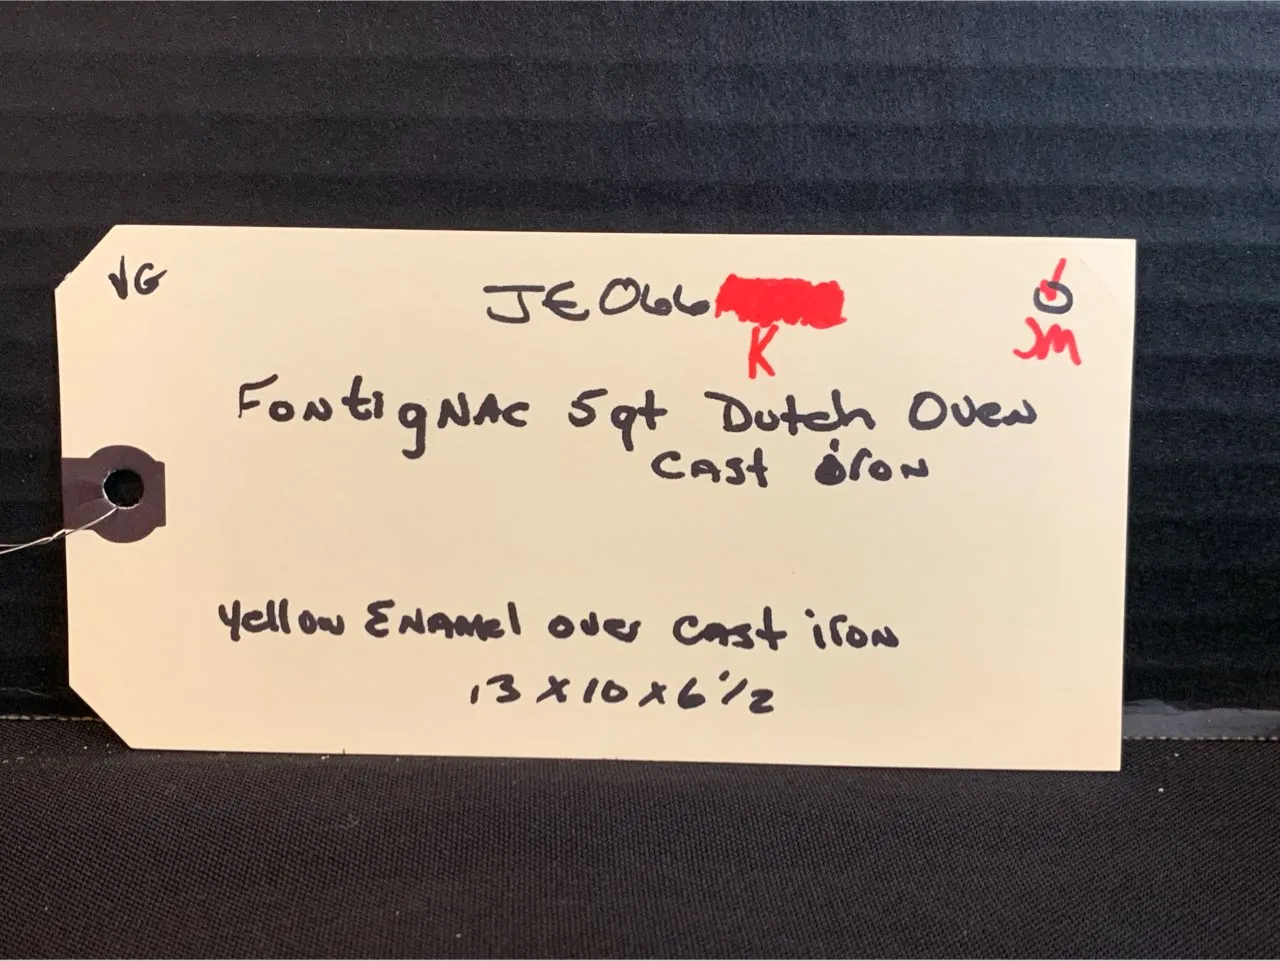 VG
JE066
K
O
JM
FontigNAC 5qt Dutch Oven
CAST iron
Yellow ENAMel over CAST iron
13 x 10 x 6 1/2